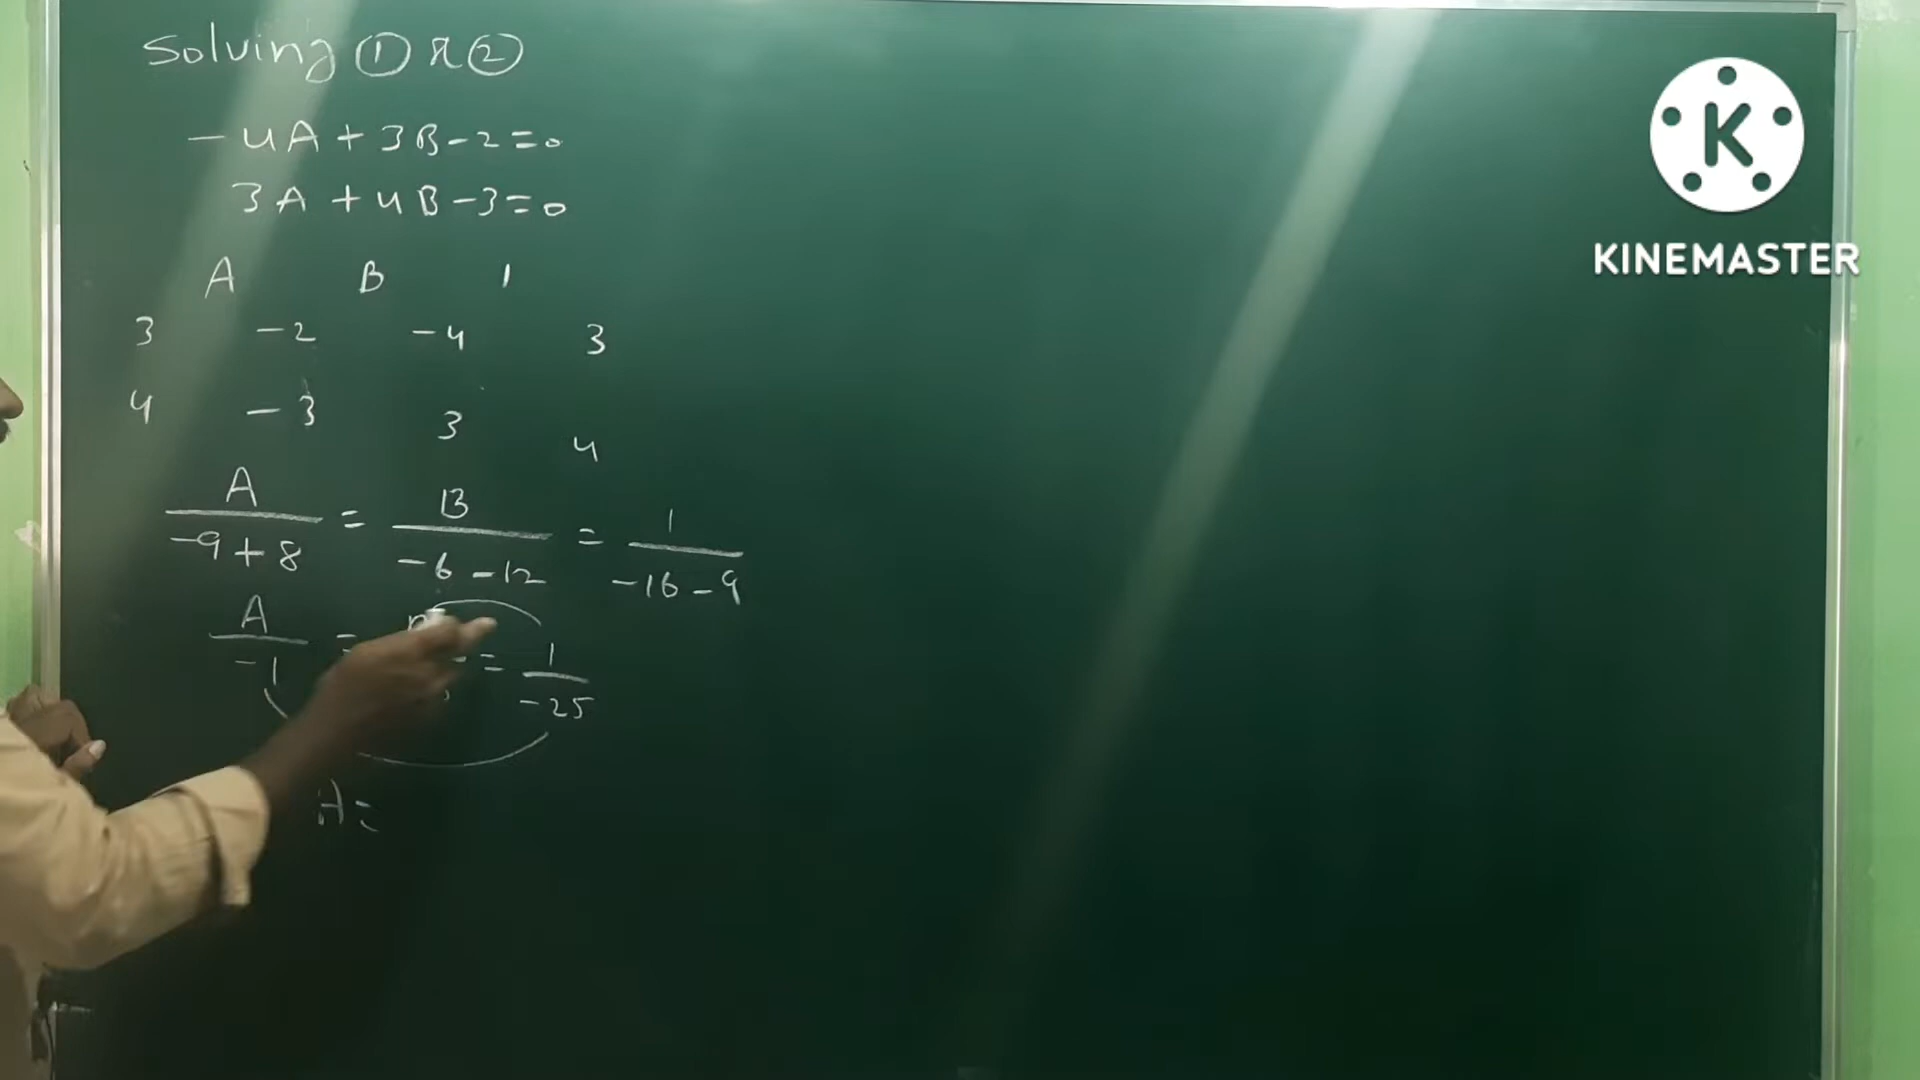 Solving ① & ②
- 4A + 3B - 2 = 0
3A + 4B - 3 = 0
A B 1
3 -2 -4 3
4 -3 3 4
A/(-9+8) = B/(-6-12) = 1/(-16-9)
A/-1 = = 1/-25
A =
K
KINEMASTER